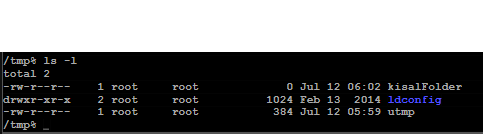 /tmp% ls -l
total 2
-rw-r--r-- 1 root root 0 Jul 12 06:02 kisalFolder
drwxr-xr-x 2 root root 1024 Feb 13 2014 ldconfig
-rw-r--r-- 1 root root 384 Jul 12 05:59 utmp
/tmp% _